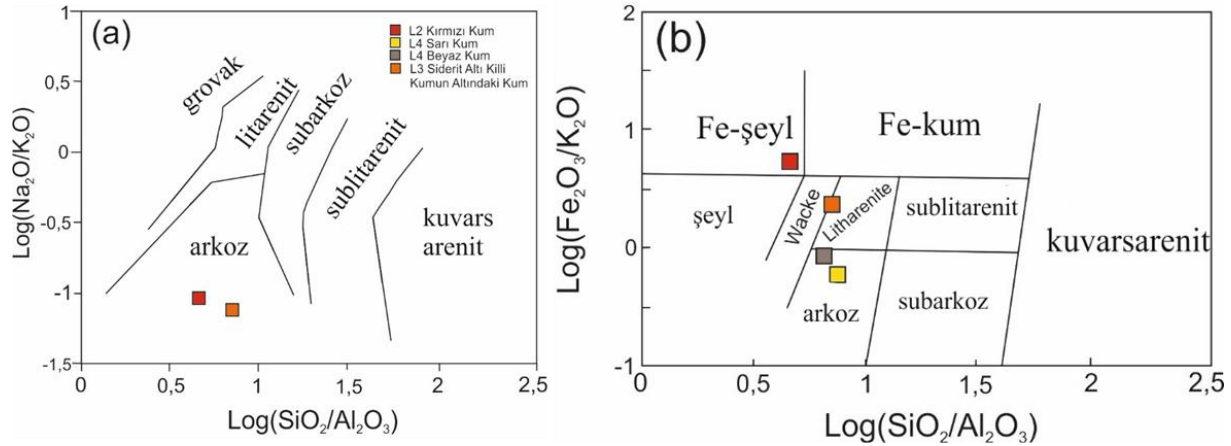 (a)
L2 Kırmızı Kum
L4 Sarı Kum
L4 Beyaz Kum
L3 Siderit Altı Killi
Kumun Altındaki Kum
1
0,5
0
-0,5
-1
-1,5
Log(Na₂O/K₂O)
grovak
litarenit
subarkoz
sublitarenit
arkoz
kuvars
arenit
0
0,5
1
1,5
2
2,5
Log(SiO₂/Al₂O₃)
(b)
2
1
0
-1
Log(Fe₂O₃/K₂O)
Fe-şeyl
Fe-kum
şeyl
Wacke
Litharenite
sublitarenit
kuvarsarenit
arkoz
subarkoz
0
0,5
1
1,5
2
2,5
Log(SiO₂/Al₂O₃)